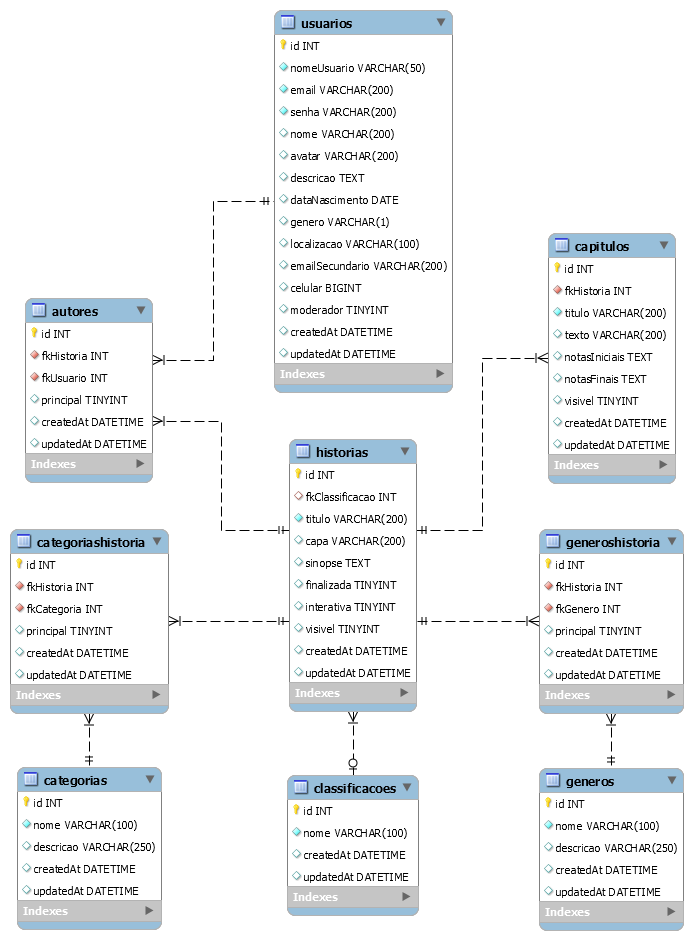 usuarios
id INT
nomeUsuario VARCHAR(50)
email VARCHAR(200)
senha VARCHAR(200)
nome VARCHAR(200)
avatar VARCHAR(200)
descricao TEXT
dataNascimento DATE
genero VARCHAR(1)
localizacao VARCHAR(100)
emailSecundario VARCHAR(200)
celular BIGINT
moderador TINYINT
createdAt DATETIME
updatedAt DATETIME
Indexes
capitulos
id INT
fkHistoria INT
titulo VARCHAR(200)
texto VARCHAR(200)
notasIniciais TEXT
notasFinais TEXT
visivel TINYINT
createdAt DATETIME
updatedAt DATETIME
Indexes
autores
id INT
fkHistoria INT
fkUsuario INT
principal TINYINT
createdAt DATETIME
updatedAt DATETIME
Indexes
historias
id INT
fkClassificacao INT
titulo VARCHAR(200)
capa VARCHAR(200)
sinopse TEXT
finalizada TINYINT
interativa TINYINT
visivel TINYINT
createdAt DATETIME
updatedAt DATETIME
Indexes
categoriashistoria
id INT
fkHistoria INT
fkCategoria INT
principal TINYINT
createdAt DATETIME
updatedAt DATETIME
Indexes
generoshistoria
id INT
fkHistoria INT
fkGenero INT
principal TINYINT
createdAt DATETIME
updatedAt DATETIME
Indexes
categorias
id INT
nome VARCHAR(100)
descricao VARCHAR(250)
createdAt DATETIME
updatedAt DATETIME
Indexes
classificacoes
id INT
nome VARCHAR(100)
createdAt DATETIME
updatedAt DATETIME
Indexes
generos
id INT
nome VARCHAR(100)
descricao VARCHAR(250)
createdAt DATETIME
updatedAt DATETIME
Indexes